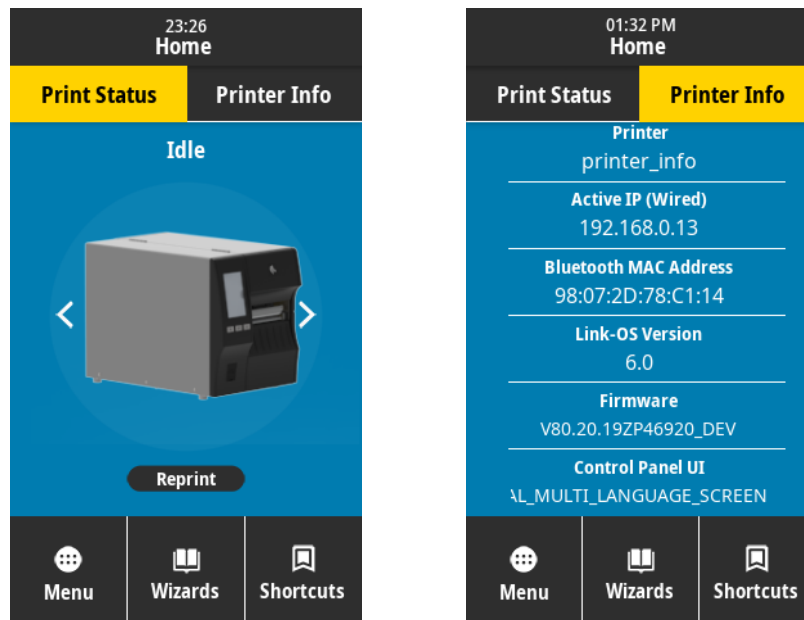 23:26
Home
Print Status
Printer Info
Idle
Reprint
Menu
Wizards
Shortcuts
01:32 PM
Home
Print Status
Printer Info
Printer
printer_info
Active IP (Wired)
192.168.0.13
Bluetooth MAC Address
98:07:2D:78:C1:14
Link-OS Version
6.0
Firmware
V80.20.19ZP46920_DEV
Control Panel UI
AL_MULTI_LANGUAGE_SCREEN
Menu
Wizards
Shortcuts